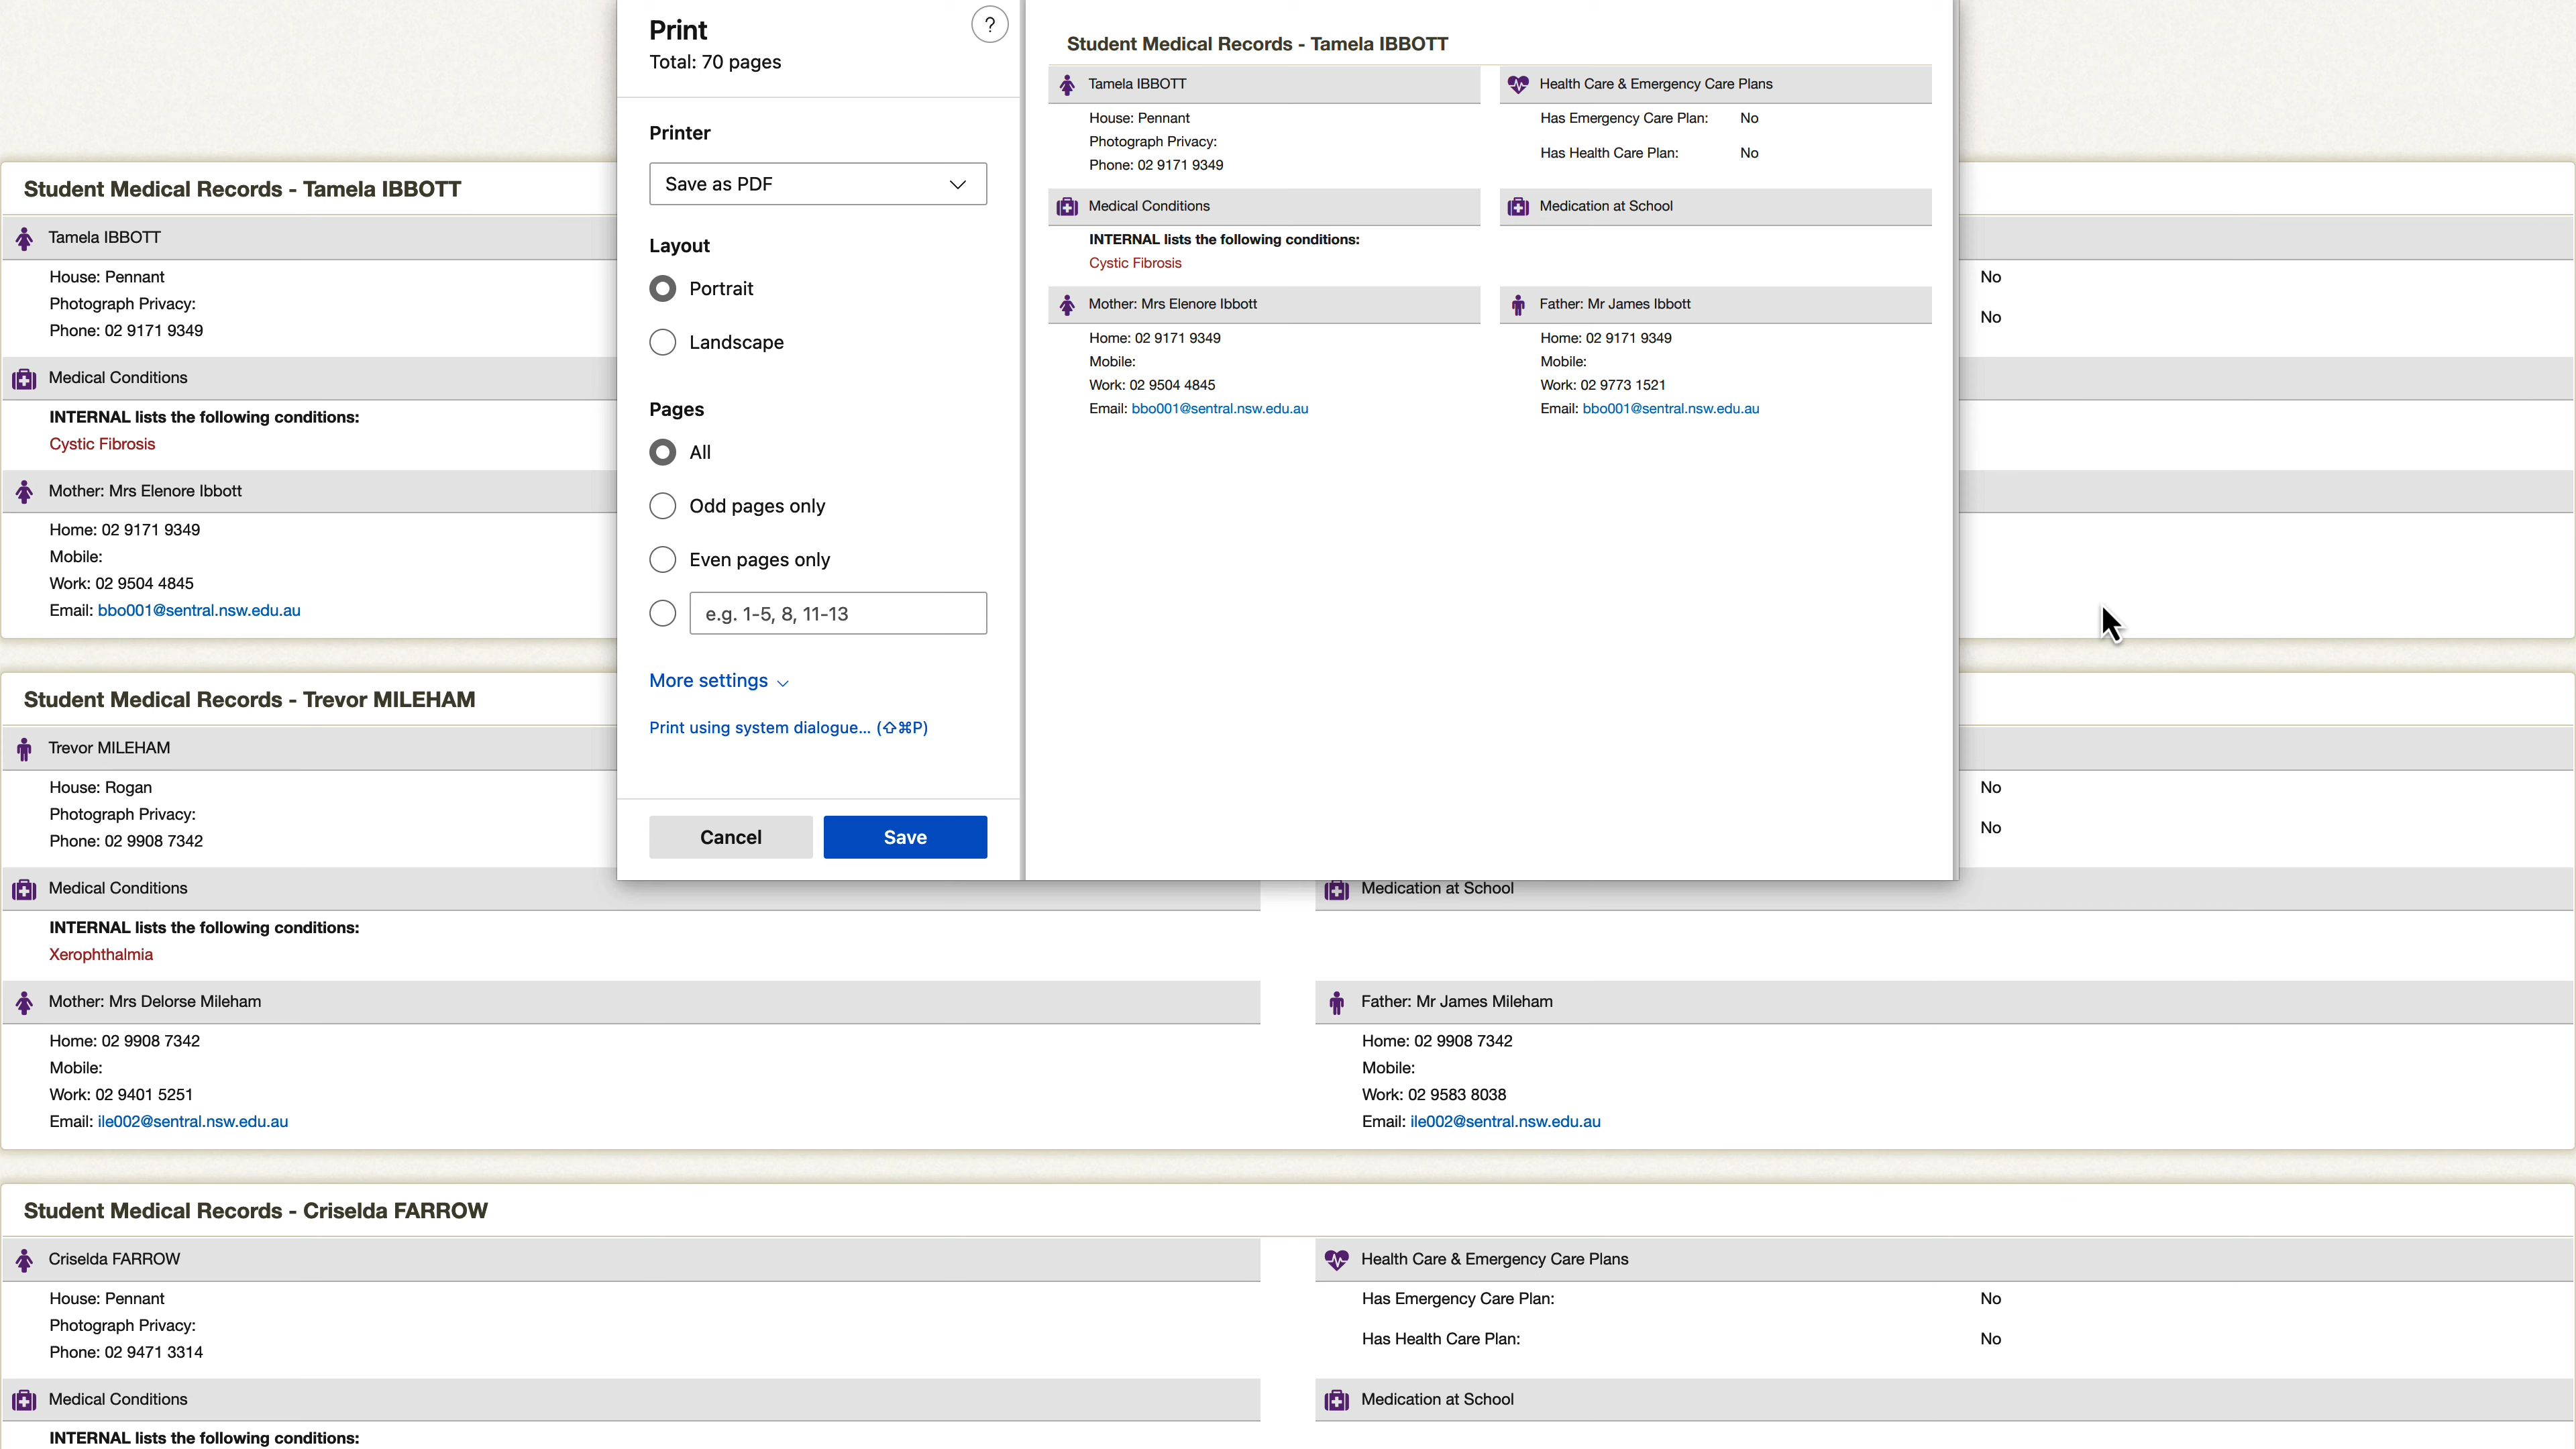 Print
Total: 70 pages
?
Printer
Save as PDF
Layout
Portrait
Landscape
Pages
All
Odd pages only
Even pages only
e.g. 1-5, 8, 11-13
More settings
Print using system dialogue... (⇧⌘P)
Cancel
Save
Student Medical Records - Tamela IBBOTT
Tamela IBBOTT
Health Care & Emergency Care Plans
House: Pennant
Has Emergency Care Plan: No
Photograph Privacy:
Has Health Care Plan: No
Phone: 02 9171 9349
Medical Conditions
Medication at School
INTERNAL lists the following conditions:
Cystic Fibrosis
Mother: Mrs Elenore Ibbott
Father: Mr James Ibbott
Home: 02 9171 9349
Home: 02 9171 9349
Mobile:
Mobile:
Work: 02 9504 4845
Work: 02 9773 1521
Email: bbo001@sentral.nsw.edu.au
Email: bbo001@sentral.nsw.edu.au
Student Medical Records - Tamela IBBOTT
Tamela IBBOTT
House: Pennant
No
Photograph Privacy:
No
Phone: 02 9171 9349
Medical Conditions
INTERNAL lists the following conditions:
Cystic Fibrosis
Mother: Mrs Elenore Ibbott
Home: 02 9171 9349
Mobile:
Work: 02 9504 4845
Email: bbo001@sentral.nsw.edu.au
Student Medical Records - Trevor MILEHAM
Trevor MILEHAM
House: Rogan
No
Photograph Privacy:
No
Phone: 02 9908 7342
Medical Conditions
Medication at School
INTERNAL lists the following conditions:
Xerophthalmia
Mother: Mrs Delorse Mileham
Father: Mr James Mileham
Home: 02 9908 7342
Home: 02 9908 7342
Mobile:
Mobile:
Work: 02 9401 5251
Work: 02 9583 8038
Email: ile002@sentral.nsw.edu.au
Email: ile002@sentral.nsw.edu.au
Student Medical Records - Criselda FARROW
Criselda FARROW
Health Care & Emergency Care Plans
House: Pennant
Has Emergency Care Plan: No
Photograph Privacy:
Has Health Care Plan: No
Phone: 02 9471 3314
Medical Conditions
Medication at School
INTERNAL lists the following conditions: